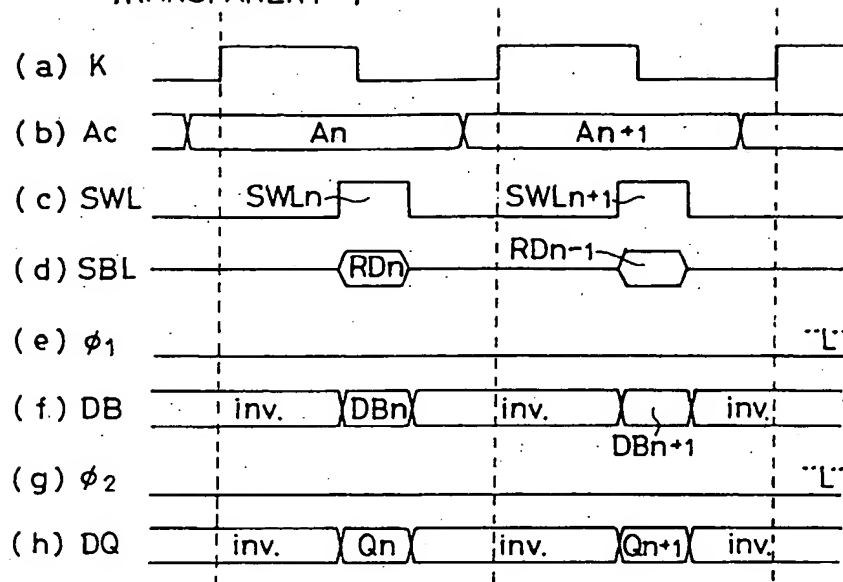 (a) K
(b) Ac An An+1
(c) SWL SWLn SWLn+1
(d) SBL RDn RDn-1
(e) φ1 "L"
(f) DB inv. DBn inv. inv.
DBn+1
(g) φ2 "L"
(h) DQ inv. Qn inv. Qn+1 inv.